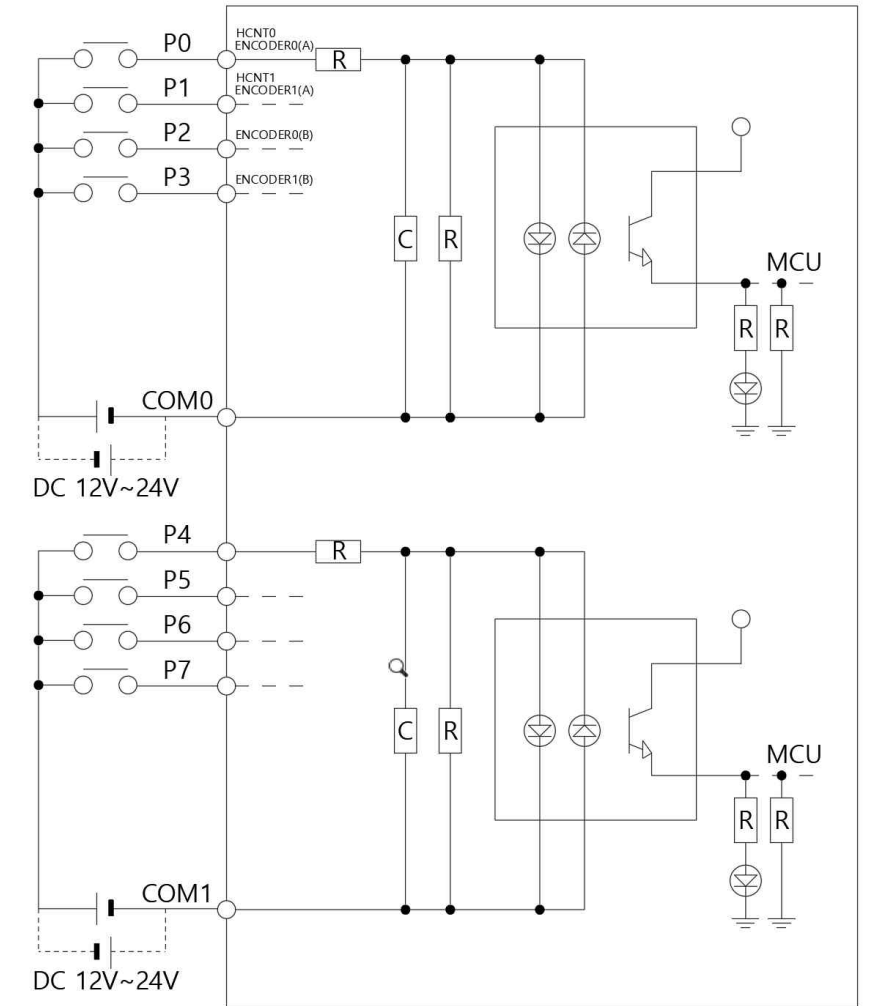 HCNT0
P0 ENCODER0(A)
R
HCNT1
P1 ENCODER1(A)
P2 ENCODER0(B)
P3 ENCODER1(B)
C R
MCU
R R
COM0
DC 12V~24V
P4
R
P5
P6
P7
C R
MCU
R R
COM1
DC 12V~24V